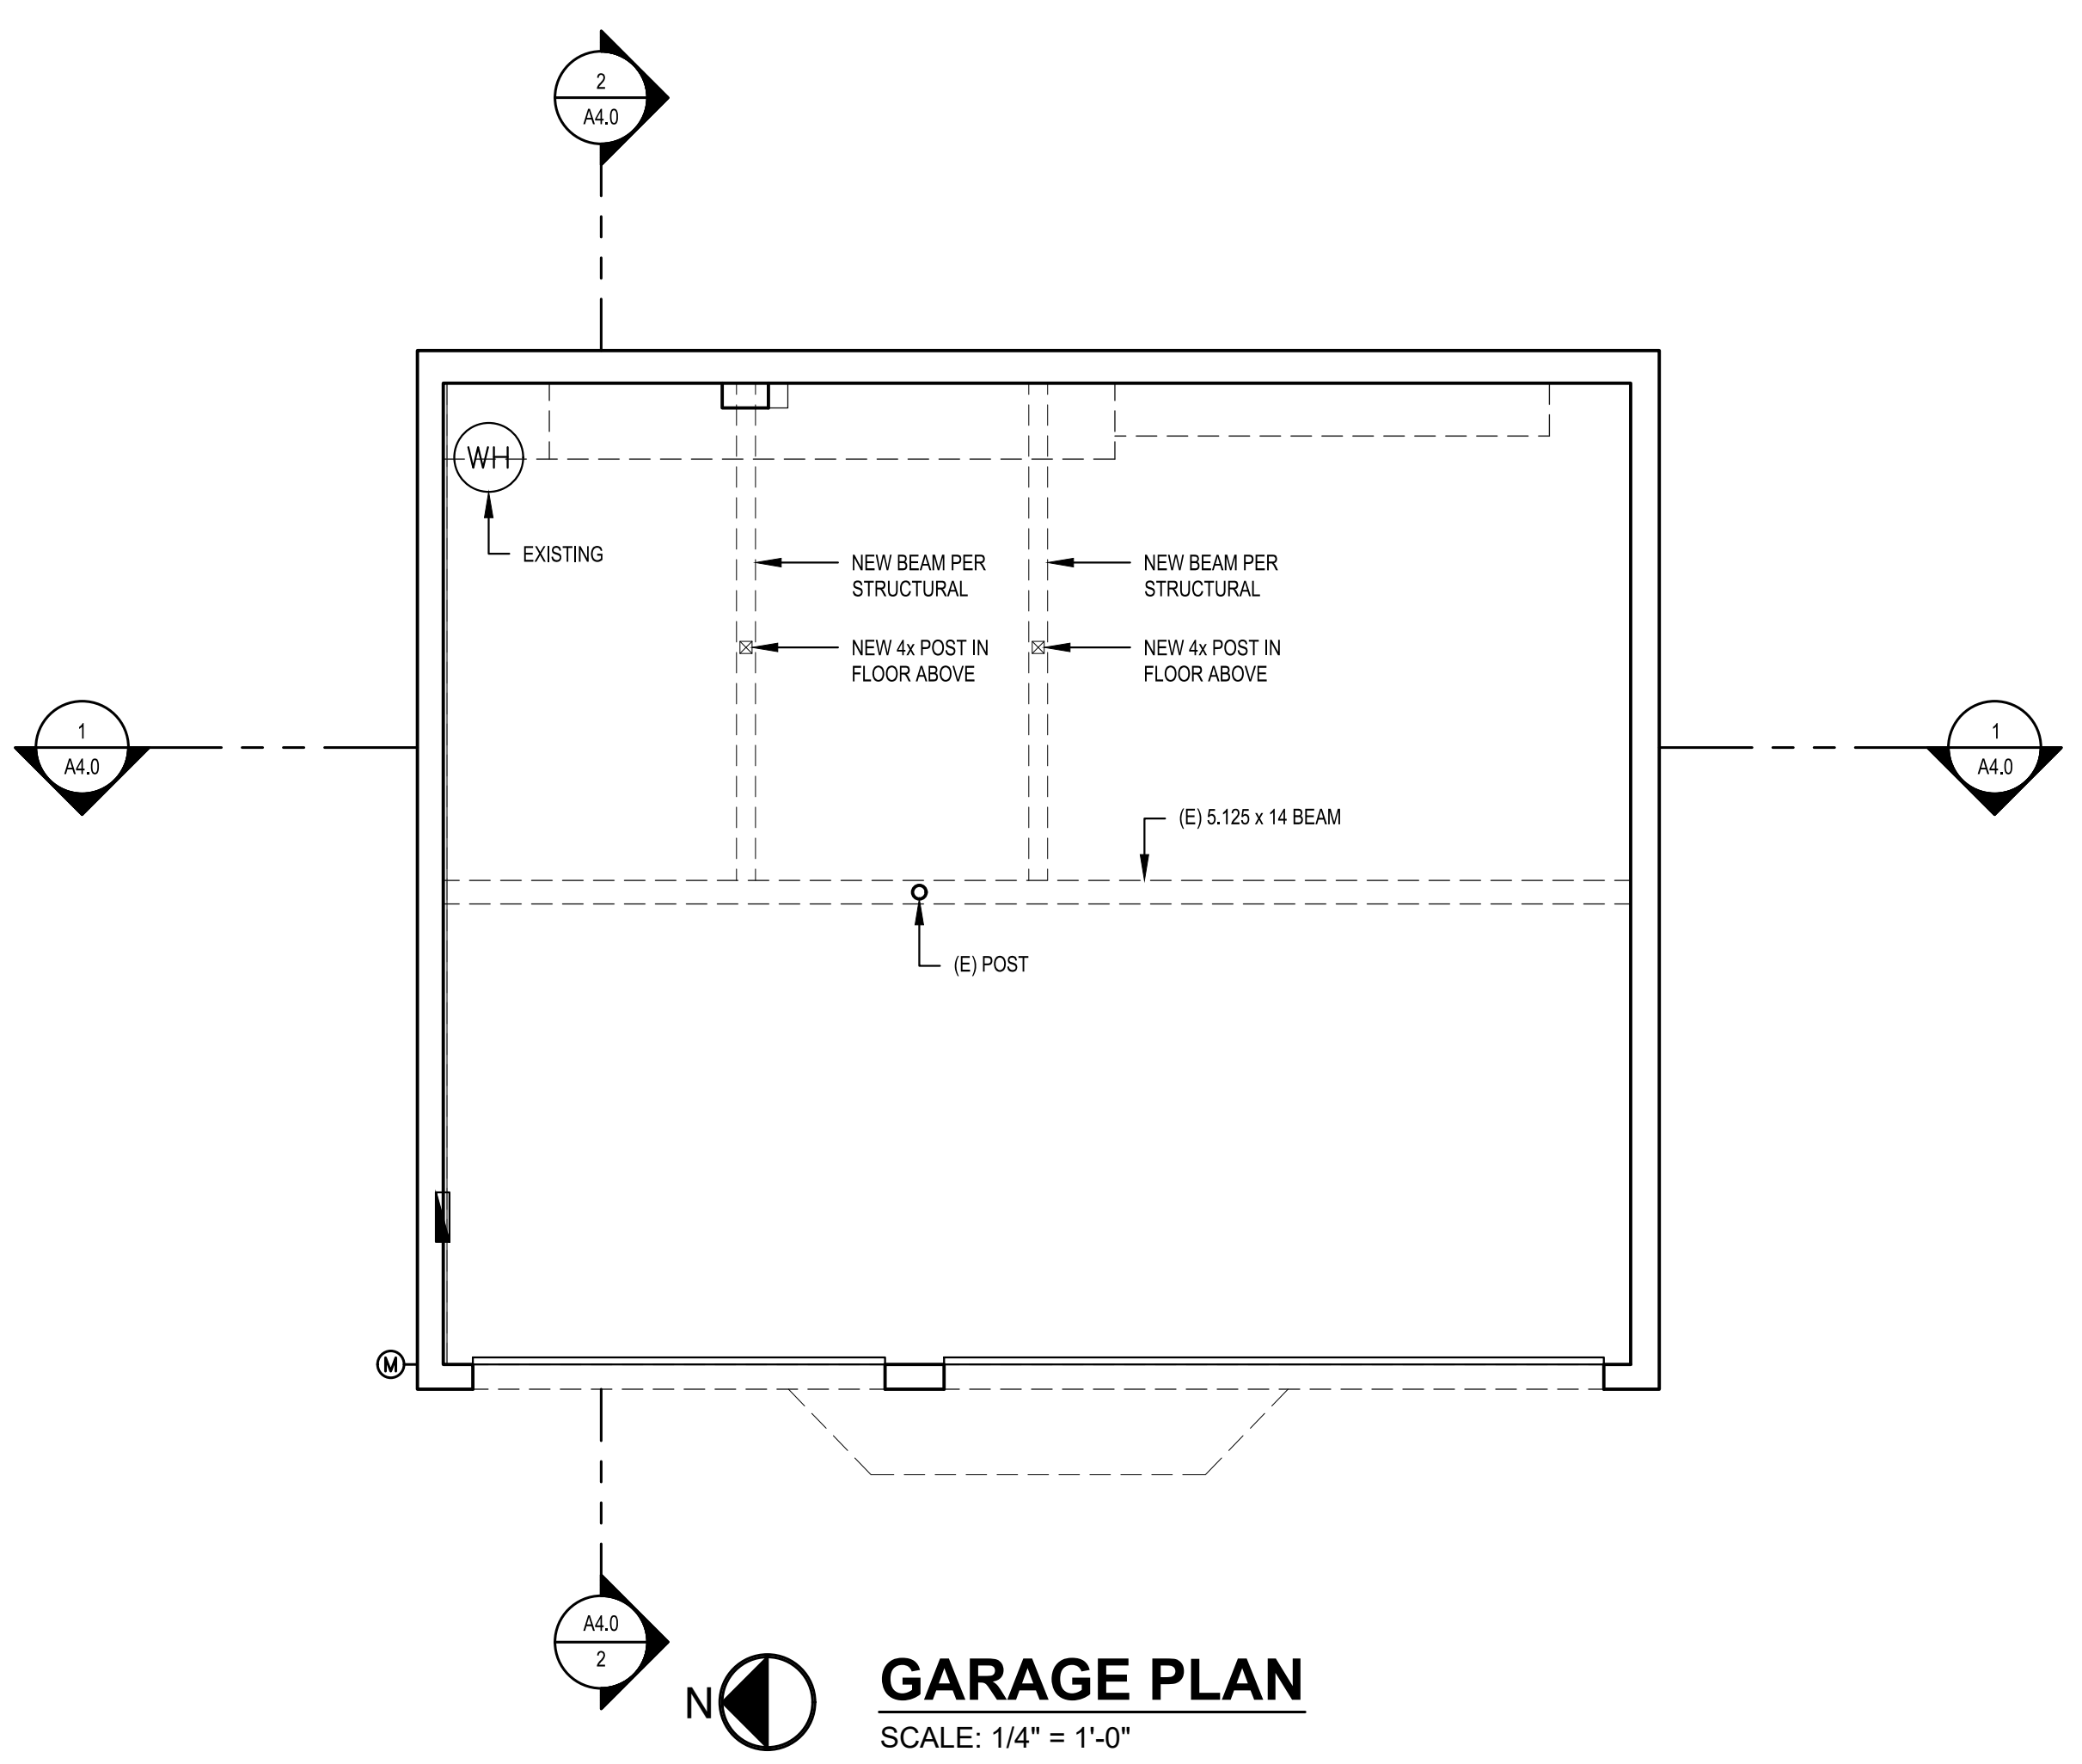 2
A4.0
WH
EXISTING
NEW BEAM PER
STRUCTURAL
NEW BEAM PER
STRUCTURAL
NEW 4x POST IN
FLOOR ABOVE
NEW 4x POST IN
FLOOR ABOVE
1
A4.0
1
A4.0
(E) 5.125 x 14 BEAM
(E) POST
M
A4.0
2
N
GARAGE PLAN
SCALE: 1/4" = 1'-0"